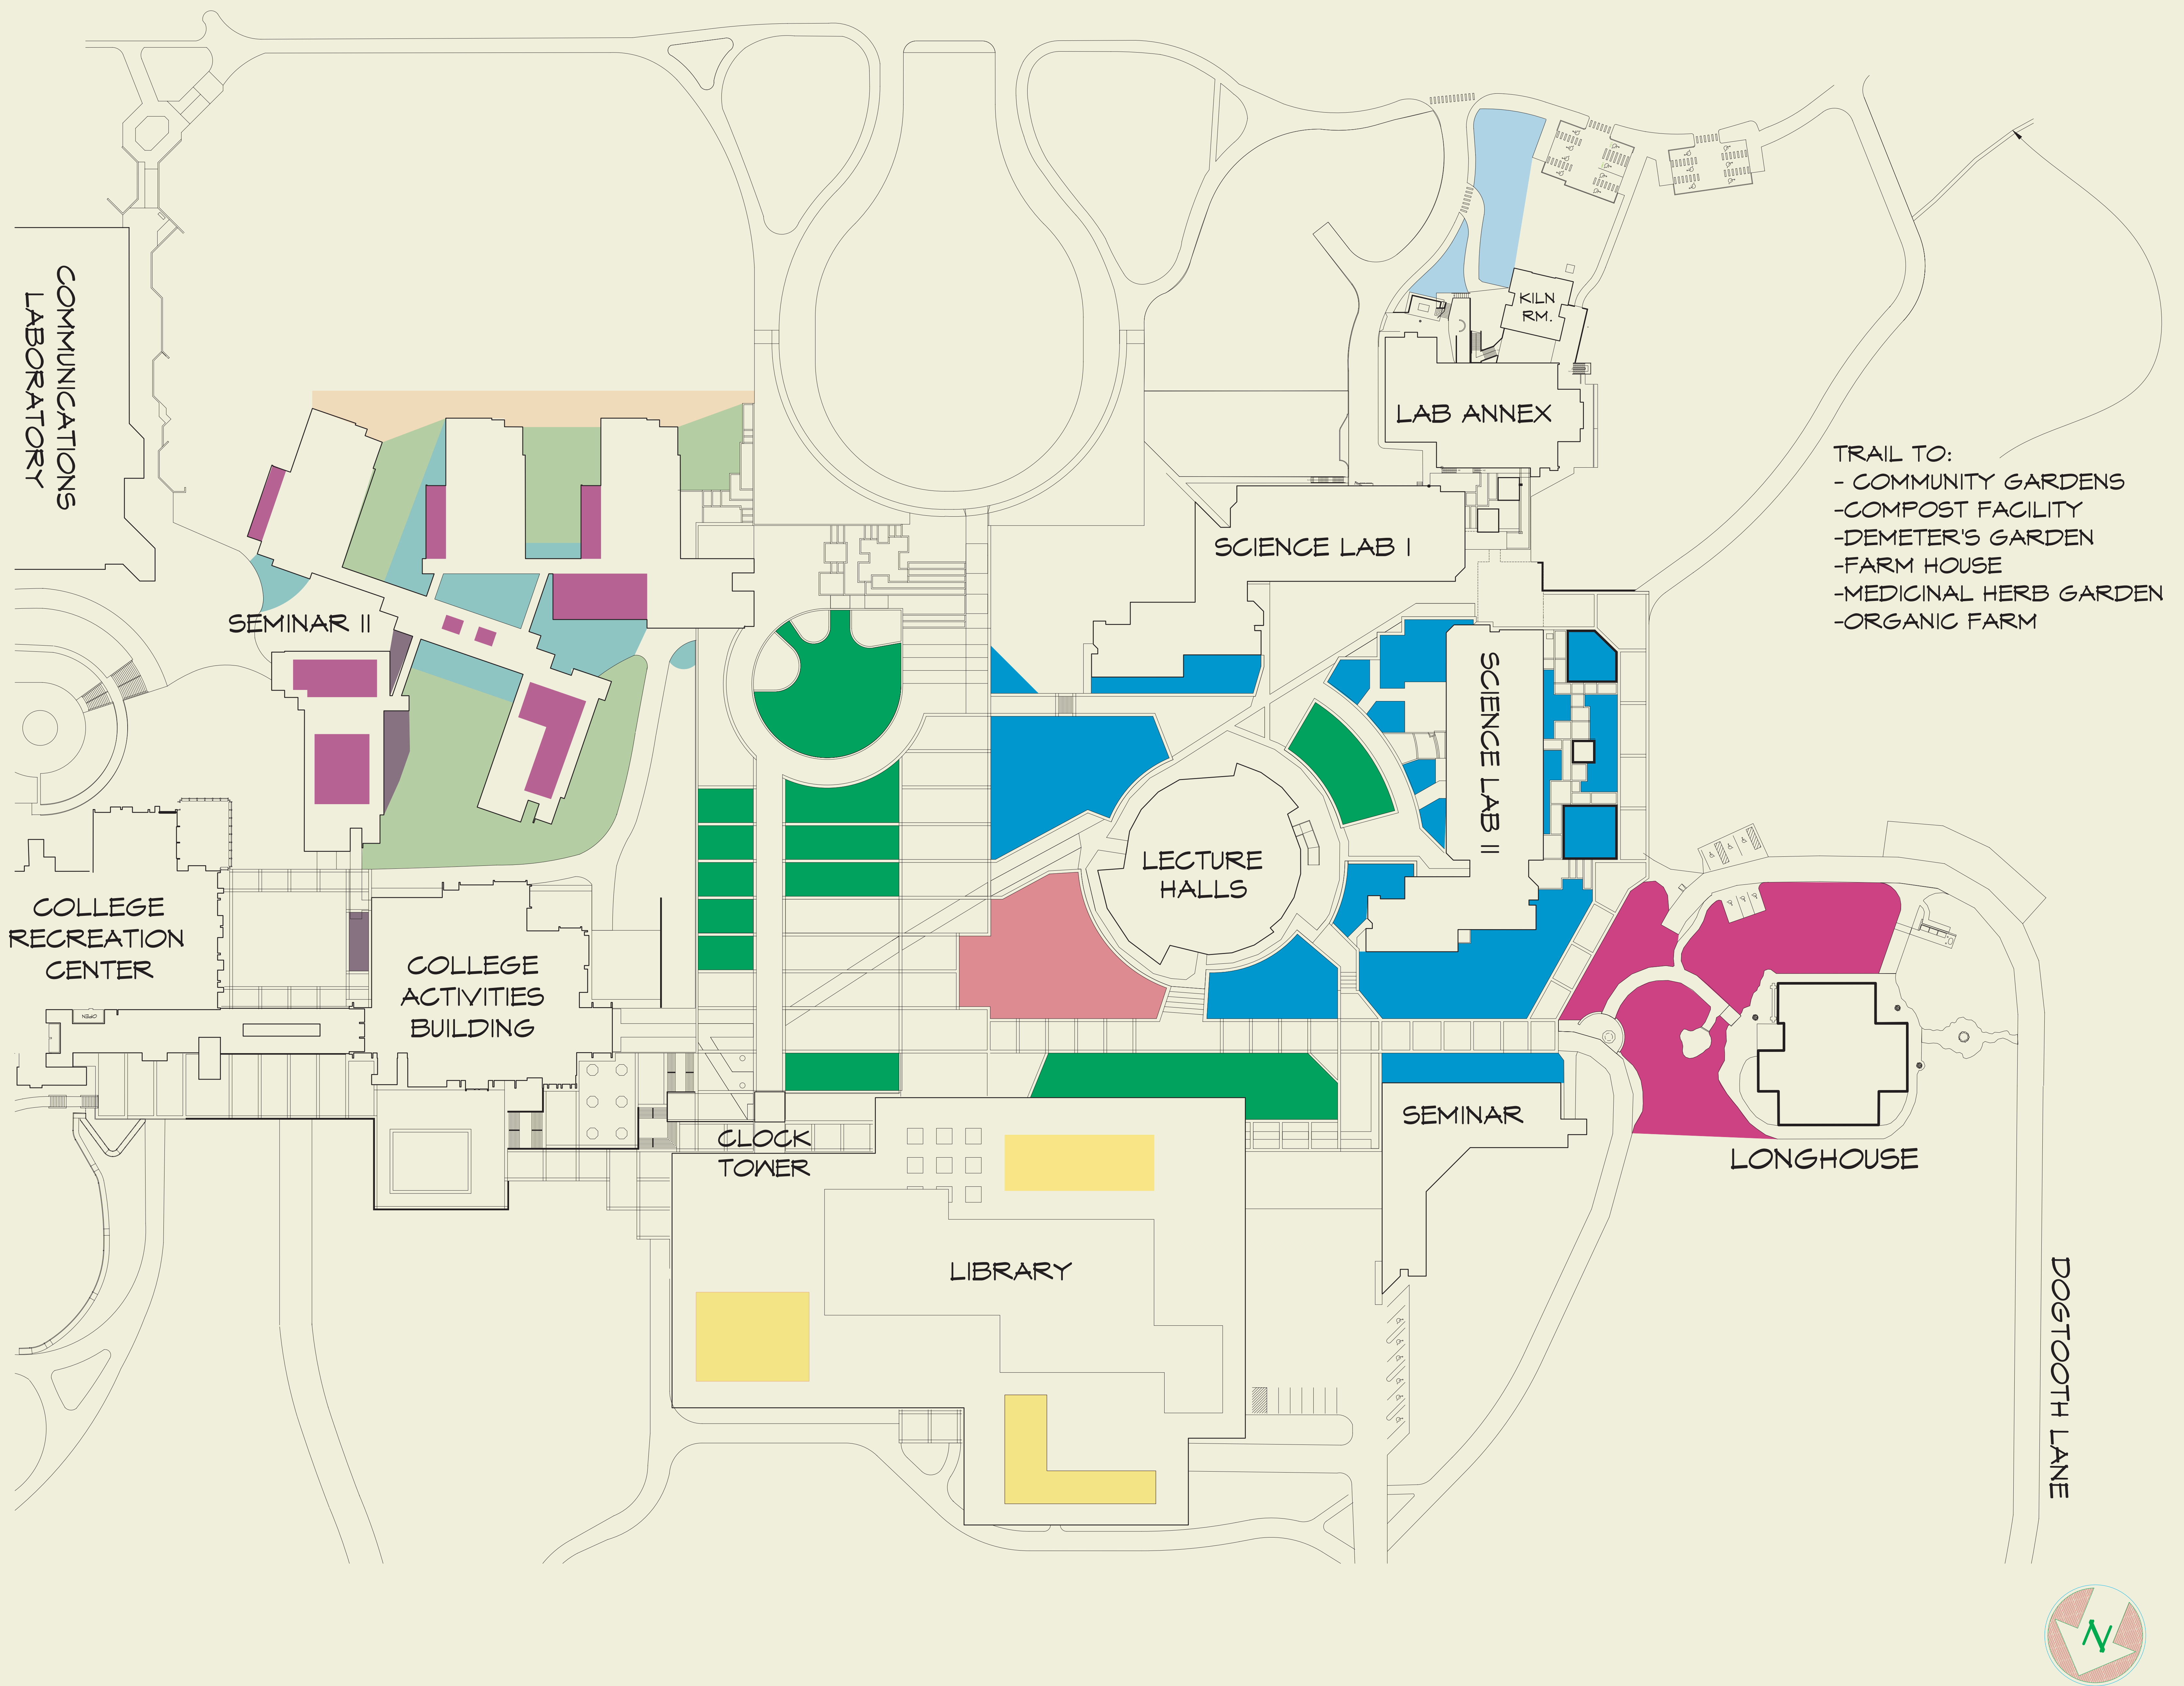 COMMUNICATIONS
LABORATORY
KILN
RM.
LAB ANNEX
TRAIL TO:
- COMMUNITY GARDENS
-COMPOST FACILITY
-DEMETER'S GARDEN
-FARM HOUSE
-MEDICINAL HERB GARDEN
-ORGANIC FARM
SCIENCE LAB I
SEMINAR II
SCIENCE LAB II
LECTURE
HALLS
COLLEGE
RECREATION
CENTER
COLLEGE
ACTIVITIES
BUILDING
OPEN
SEMINAR
CLOCK
TOWER
LONGHOUSE
LIBRARY
DOGTOOTH LANE
N